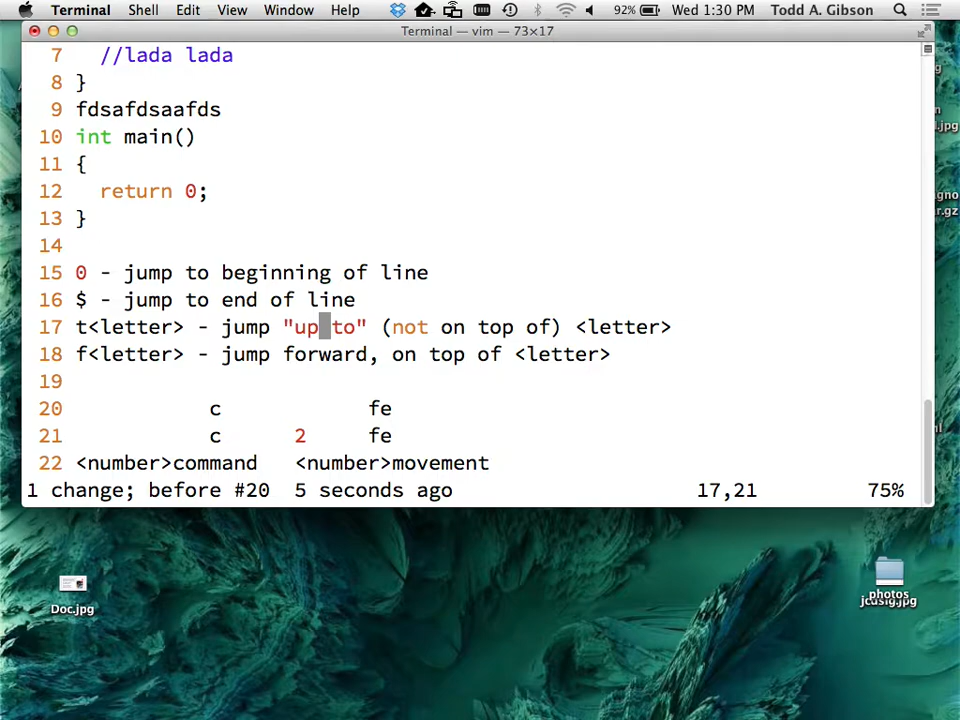 Terminal Shell Edit View Window Help 92% Wed 1:30 PM Todd A. Gibson
Terminal — vim — 73×17
7 //lada lada
8 }
9 fdsafdsaafds
10 int main()
11 {
12 return 0;
13 }
14
15 0 - jump to beginning of line
16 $ - jump to end of line
17 t<letter> - jump "up to" (not on top of) <letter>
18 f<letter> - jump forward, on top of <letter>
19
20 c fe
21 c 2 fe
22 <number>command <number>movement
1 change; before #20 5 seconds ago 17,21 75%
Doc.jpg
photos